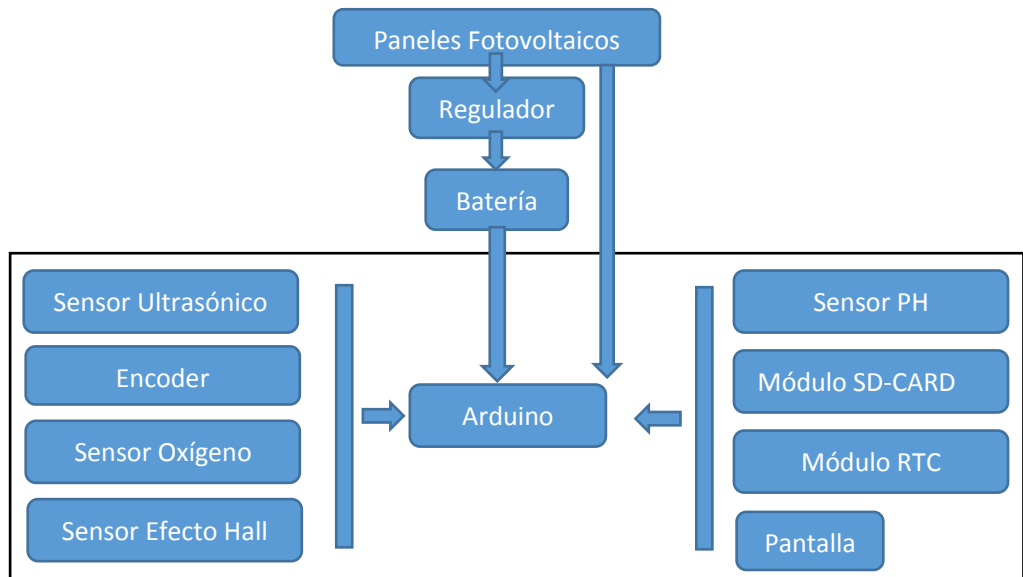 Paneles Fotovoltaicos
Regulador
Batería
Sensor Ultrasónico
Encoder
Sensor Oxígeno
Sensor Efecto Hall
Arduino
Sensor PH
Módulo SD-CARD
Módulo RTC
Pantalla